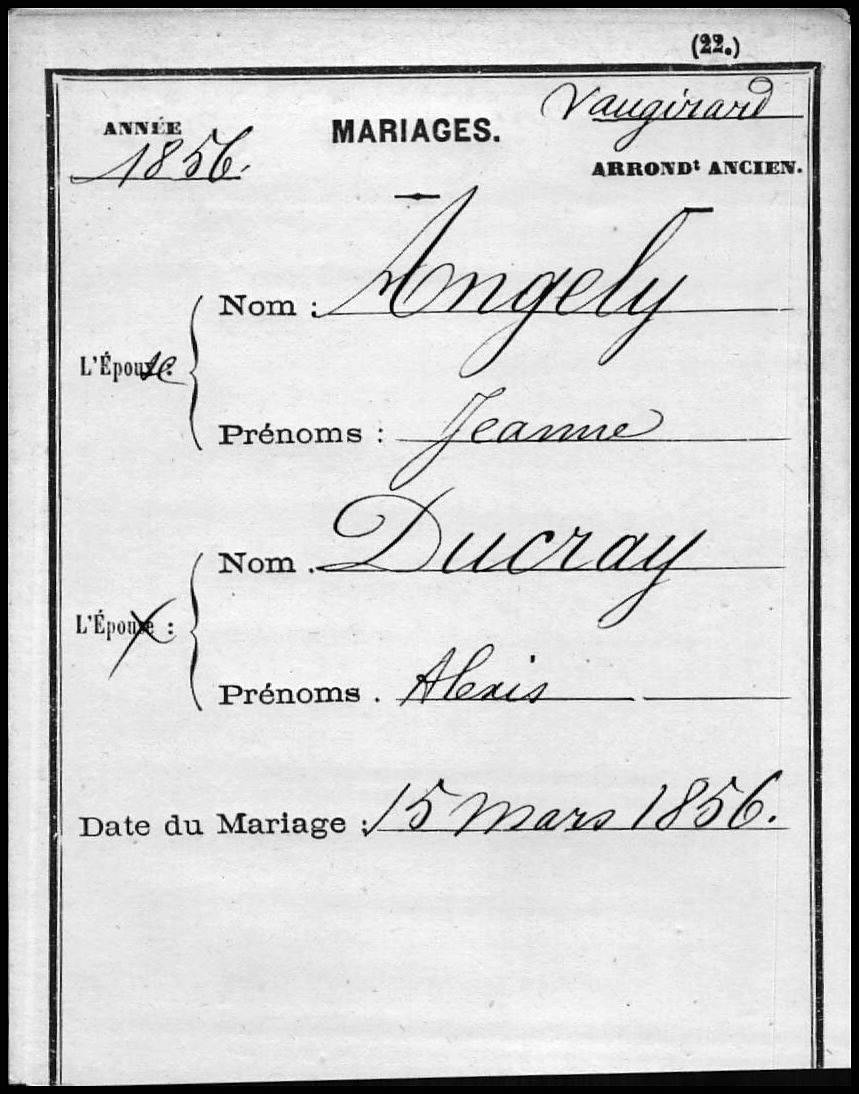 (22.)
ANNÉE
1856.
MARIAGES.
Vaugirard
ARRONDt ANCIEN.
Nom : Angely
L'Épouse :
Prénoms : Jeanne
Nom . Ducray
L'Époux :
Prénoms . Alexis
Date du Mariage : 15 mars 1856.